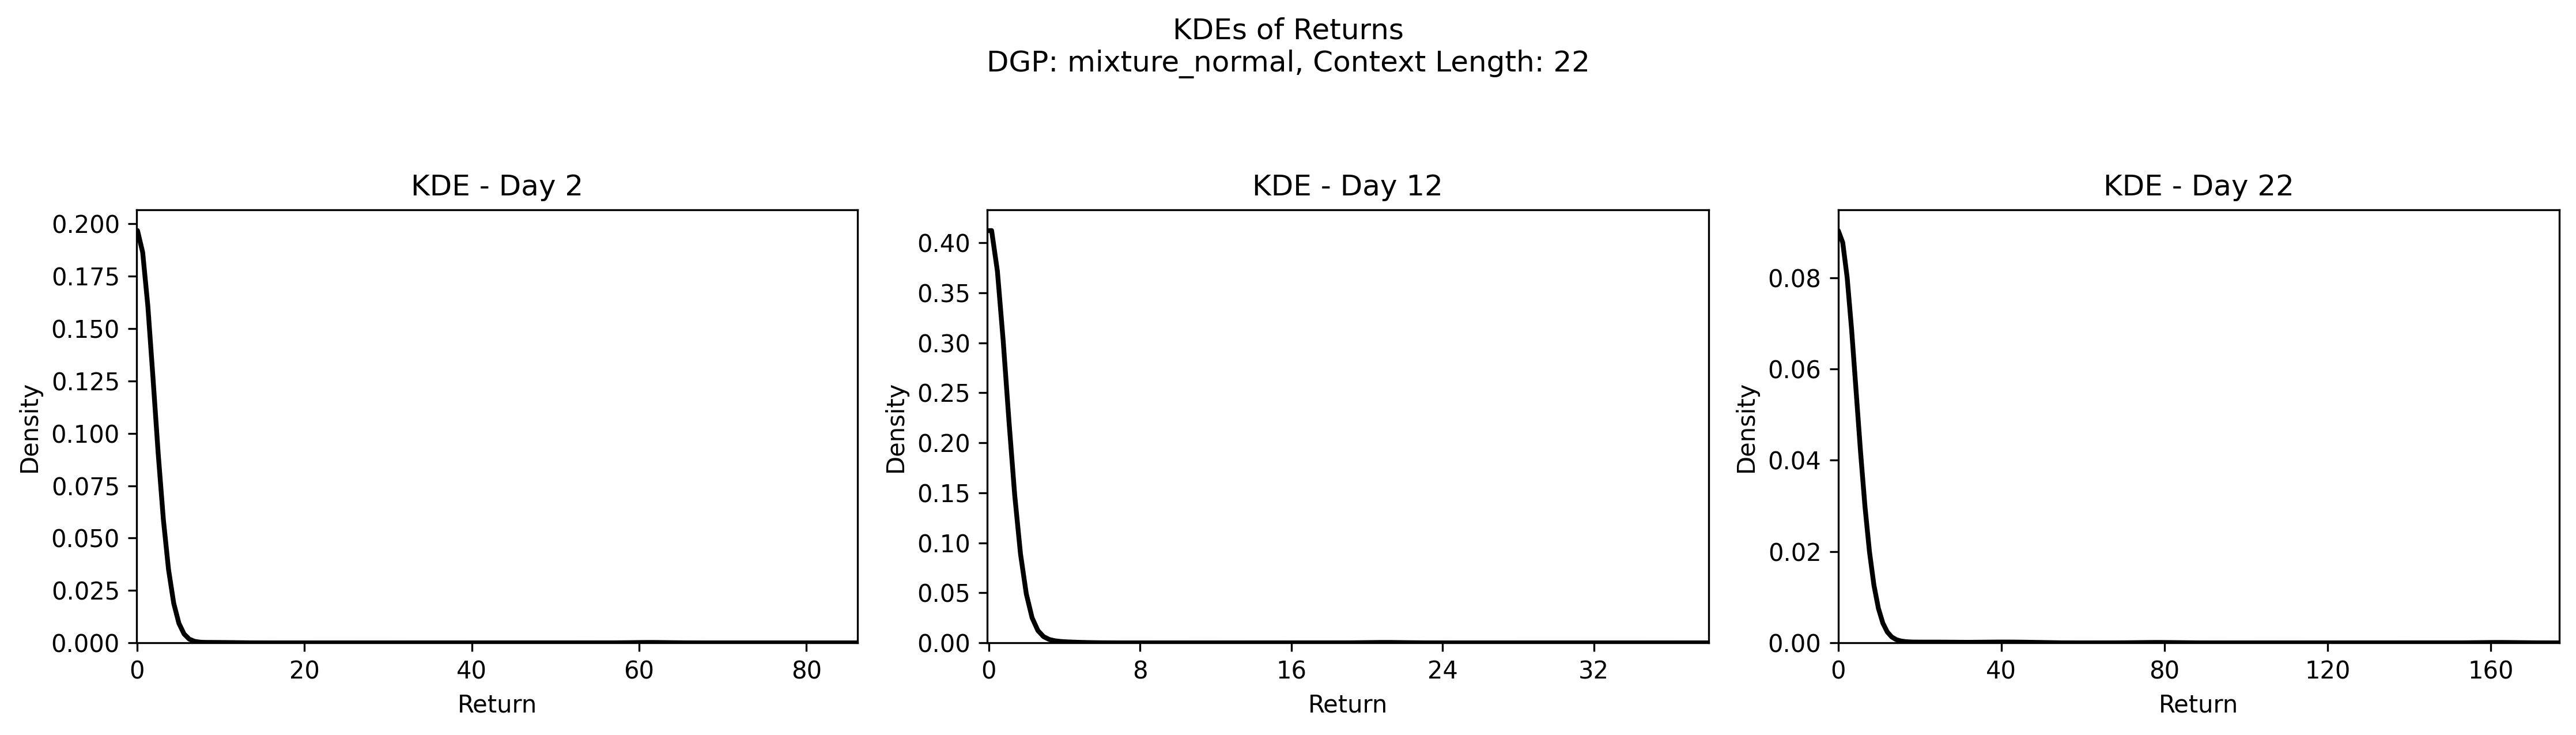 KDEs of Returns
DGP: mixture_normal, Context Length: 22
KDE - Day 2
0.200
0.175
0.150
0.125
0.100
0.075
0.050
0.025
0.000
Density
0 20 40 60 80
Return
KDE - Day 12
0.40
0.35
0.30
0.25
0.20
0.15
0.10
0.05
0.00
Density
0 8 16 24 32
Return
KDE - Day 22
0.08
0.06
0.04
0.02
0.00
Density
0 40 80 120 160
Return